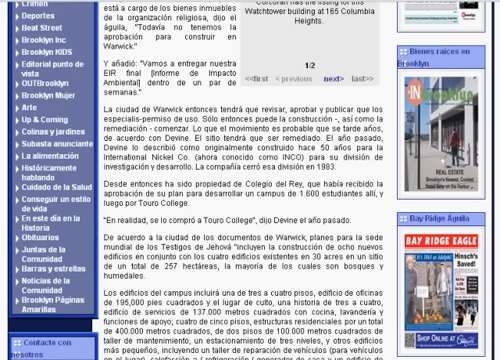 Crimen
Deportes
Beat Street
Brooklyn Inc
Brooklyn KIDS
Editorial punto de
vista
OUTBrooklyn
Brooklyn Mujer
Arte
Up & Coming
Colinas y jardines
Subasta anunciante
La alimentación
Históricamente
hablando
Cuidado de la Salud
Conseguir un estilo
de vida
En este día en la
Historia
Obituarios
Juntas de la
Comunidad
Barras y estrellas
Noticias de la
Comunidad
Brooklyn Páginas
Amarillas
Contacte con
nosotros
está a cargo de los bienes inmuebles
de la organización religiosa, dijo el
águila, "Todavía no tenemos la
aprobación para construir en
Warwick."
Y añadió: "Vamos a entregar nuestra
EIR final [Informe de Impacto
Ambiental] dentro de un par de
semanas."
Corcoran has the listing for this
Watchtower building at 165 Columbia
Heights.
1/2
<<first < previous next> last>>
La ciudad de Warwick entonces tendrá que revisar, aprobar y publicar que los
especialis-permiso de uso. Sólo entonces puede la construcción -, así como la
remediación - comenzar. Lo que el movimiento es probable que se tarde años,
de acuerdo con Devine. El sitio tendrá que ser remediado. El año pasado,
Devine lo describió como originalmente construido hace 50 años para la
International Nickel Co. (ahora conocido como INCO) para su división de
investigación y desarrollo. La compañía cerró esa división en 1983.
Desde entonces ha sido propiedad de Colegio del Rey, que había recibido la
aprobación de su plan para desarrollar un campus de 1.600 estudiantes allí, y
luego por Touro College.
"En realidad, se lo compró a Touro College", dijo Devine el año pasado.
De acuerdo a la ciudad de los documentos de Warwick, planes para la sede
mundial de los Testigos de Jehová "incluyen la construcción de ocho nuevos
edificios en conjunto con los cuatro edificios existentes en 30 acres en un sitio
de un total de 257 hectáreas, la mayoría de los cuales son bosques y
humedales.
Los edificios del campus incluirá una de tres a cuatro pisos, edificio de oficinas
de 195,000 pies cuadrados y el lugar de culto, una historia de tres a cuatro,
edificio de servicios de 137.000 metros cuadrados con cocina, lavandería y
funciones de apoyo; cuatro de cinco pisos, estructuras residenciales por un total
de 400.000 metros cuadrados, de dos pisos de 100.000 metros cuadrados de
taller de mantenimiento, un estacionamiento de tres niveles, y otros edificios
más pequeños, incluyendo un taller de reparación de vehículos (para vehículos
Bienes raíces en
Brooklyn
REAL ESTATE
Bay Ridge Águila
BAY RIDGE EAGLE
Hinsch's
Saved!
SHOP ONLINE